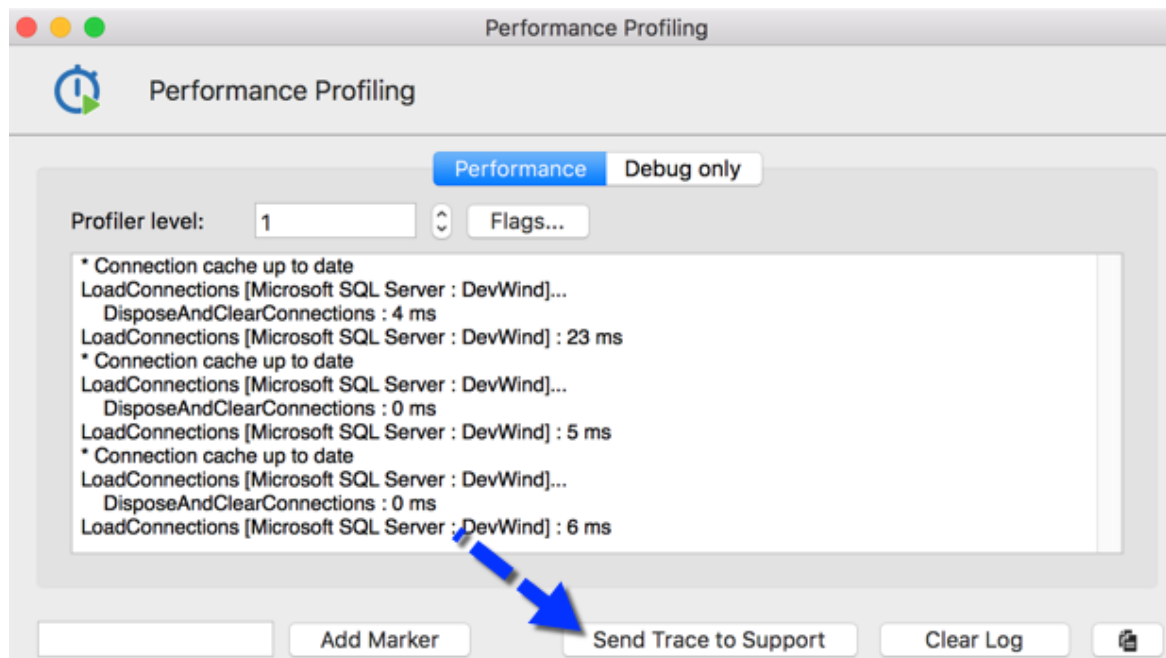 Performance Profiling
Performance Profiling
Performance Debug only
Profiler level: 1 Flags...
* Connection cache up to date
LoadConnections [Microsoft SQL Server : DevWind]...
DisposeAndClearConnections : 4 ms
LoadConnections [Microsoft SQL Server : DevWind] : 23 ms
* Connection cache up to date
LoadConnections [Microsoft SQL Server : DevWind]...
DisposeAndClearConnections : 0 ms
LoadConnections [Microsoft SQL Server : DevWind] : 5 ms
* Connection cache up to date
LoadConnections [Microsoft SQL Server : DevWind]...
DisposeAndClearConnections : 0 ms
LoadConnections [Microsoft SQL Server : DevWind] : 6 ms
Add Marker Send Trace to Support Clear Log